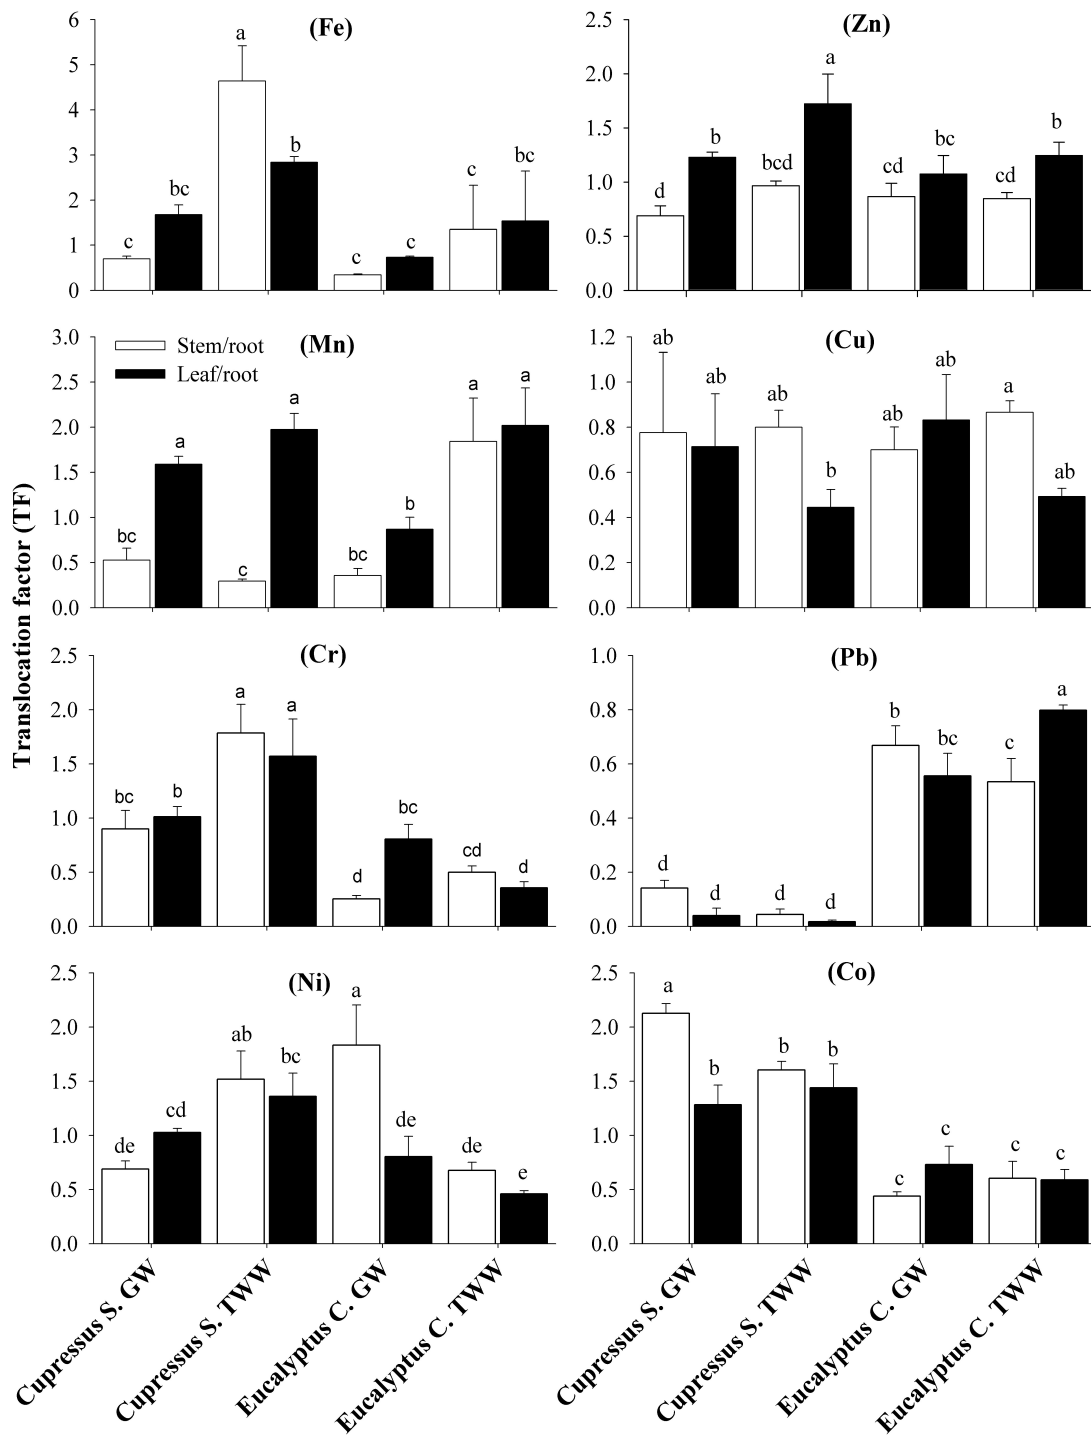 (Fe)
6
5
4
3
2
1
0
c
bc
a
b
c
c
c
bc
(Zn)
2.5
2.0
1.5
1.0
0.5
0.0
d
b
bcd
a
cd
bc
cd
b
(Mn)
Stem/root
Leaf/root
3.0
2.5
2.0
1.5
1.0
0.5
0.0
bc
a
c
a
bc
b
a
a
(Cu)
1.2
1.0
0.8
0.6
0.4
0.2
0.0
ab
ab
ab
b
ab
ab
a
ab
Translocation factor (TF)
(Cr)
2.5
2.0
1.5
1.0
0.5
0.0
bc
b
a
a
d
bc
cd
d
(Pb)
1.0
0.8
0.6
0.4
0.2
0.0
d
d
d
d
b
bc
c
a
(Ni)
2.5
2.0
1.5
1.0
0.5
0.0
de
cd
ab
bc
a
de
de
e
(Co)
2.5
2.0
1.5
1.0
0.5
0.0
a
b
b
b
c
c
c
c
Cupressus S. GW
Cupressus S. TWW
Eucalyptus C. GW
Eucalyptus C. TWW
Cupressus S. GW
Cupressus S. TWW
Eucalyptus C. GW
Eucalyptus C. TWW